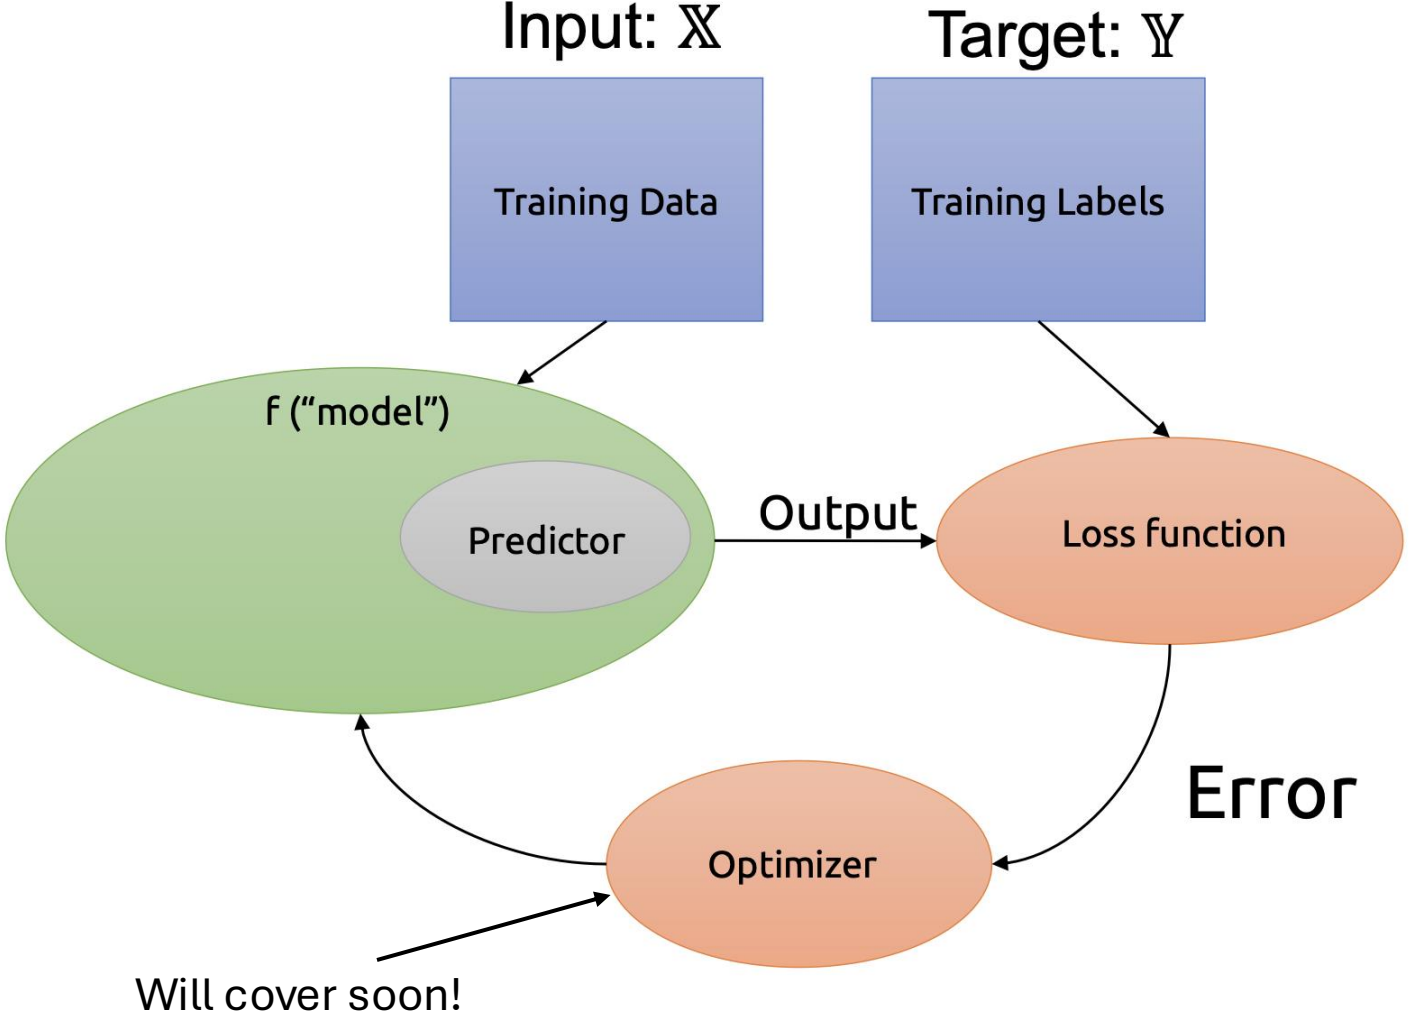 Input: 𝕏
Target: 𝕐
Training Data
Training Labels
f (“model”)
Predictor
Output
Loss function
Error
Optimizer
Will cover soon!